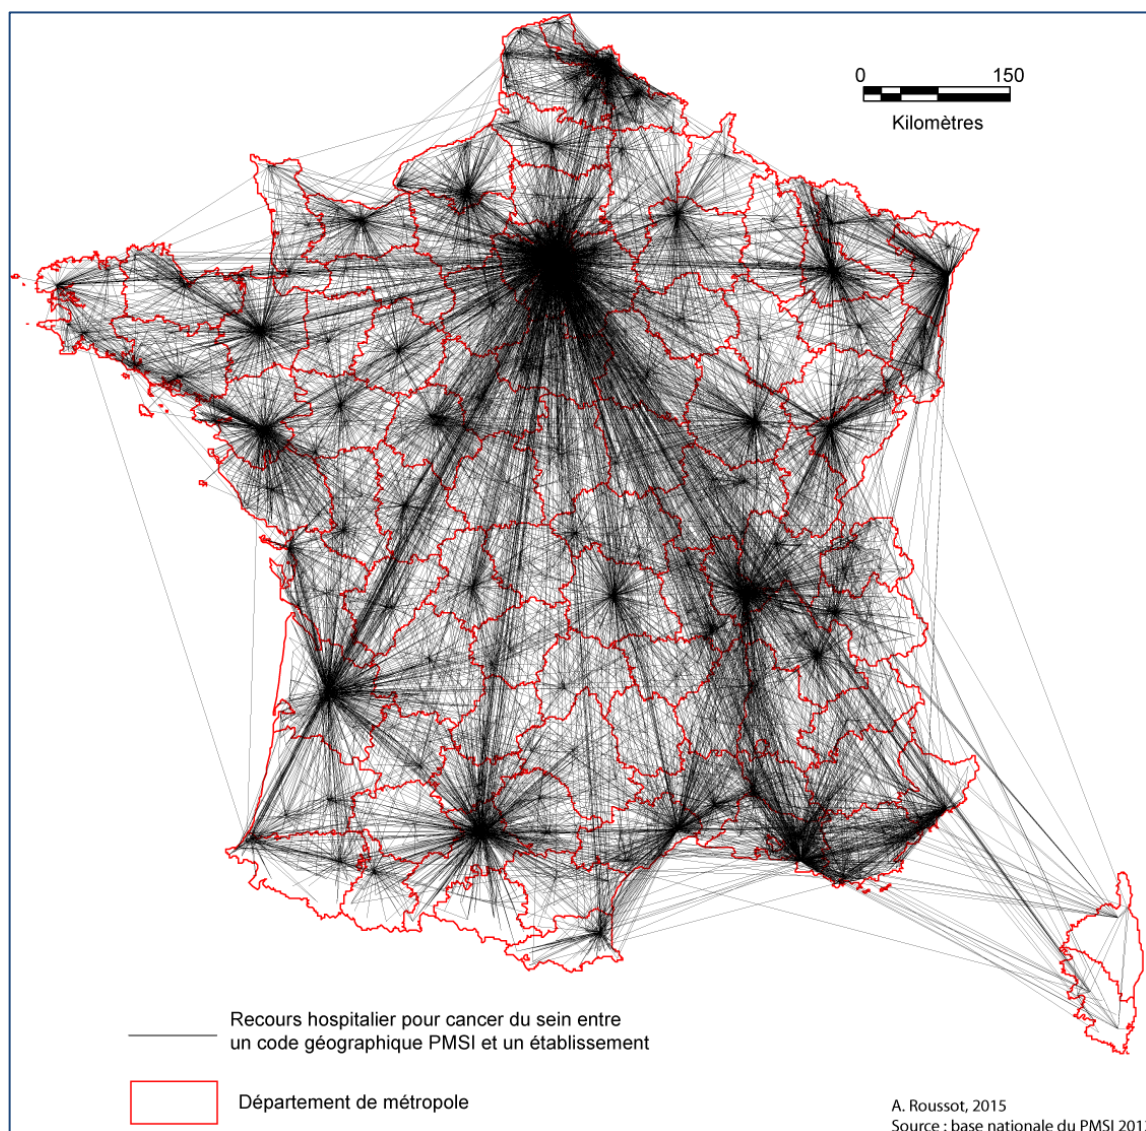 0 150
Kilomètres
Recours hospitalier pour cancer du sein entre
un code géographique PMSI et un établissement
Département de métropole
A. Roussot, 2015
Source : base nationale du PMSI